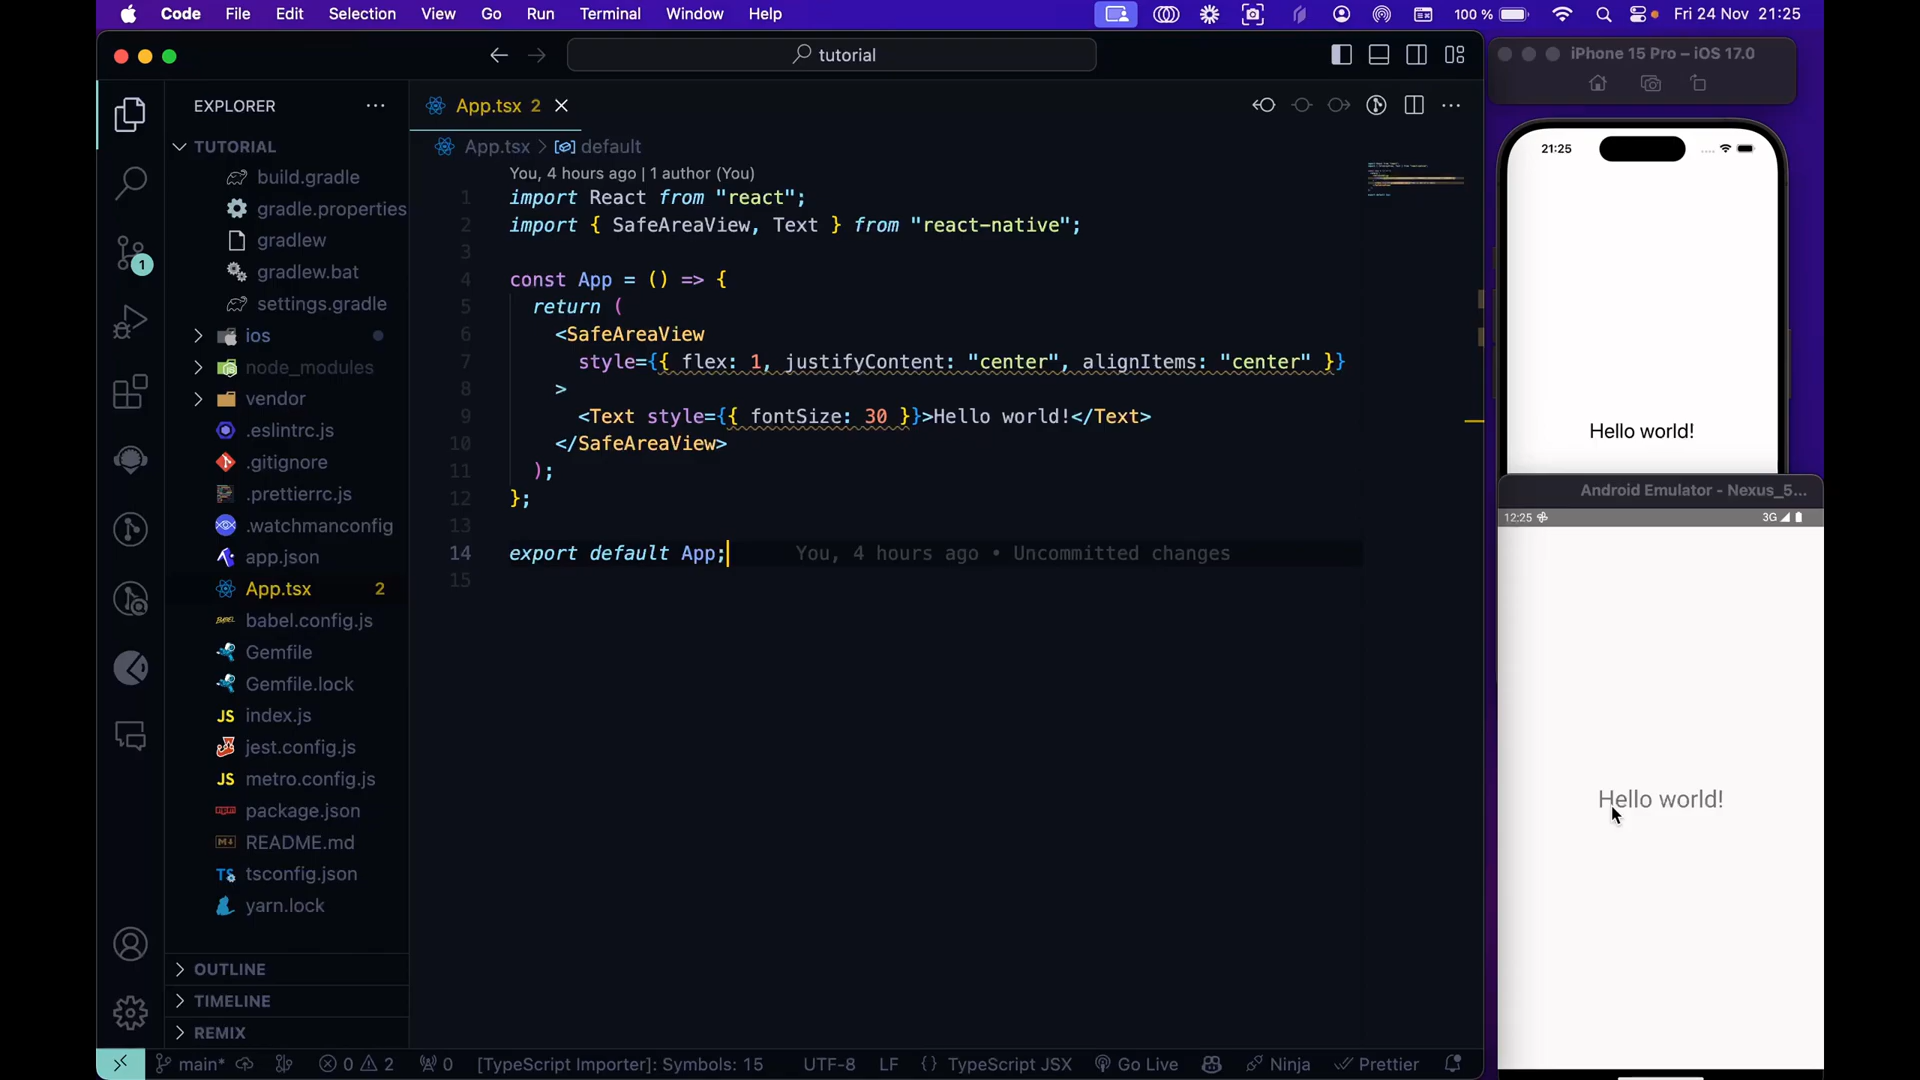 Code File Edit Selection View Go Run Terminal Window Help 100 % Fri 24 Nov 21:25
tutorial
EXPLORER ...
TUTORIAL
build.gradle
gradle.properties
gradlew
gradlew.bat
settings.gradle
ios
node_modules
vendor
.eslintrc.js
.gitignore
.prettierrc.js
.watchmanconfig
app.json
App.tsx 2
babel.config.js
Gemfile
Gemfile.lock
JS index.js
jest.config.js
JS metro.config.js
package.json
README.md
TS tsconfig.json
yarn.lock
OUTLINE
TIMELINE
REMIX
App.tsx 2
App.tsx > default
You, 4 hours ago | 1 author (You)
1 import React from "react";
2 import { SafeAreaView, Text } from "react-native";
3
4 const App = () => {
5 return (
6 <SafeAreaView
7 style={{ flex: 1, justifyContent: "center", alignItems: "center" }}
8 >
9 <Text style={{ fontSize: 30 }}>Hello world!</Text>
10 </SafeAreaView>
11 );
12 };
13
14 export default App; You, 4 hours ago • Uncommitted changes
15
1
main* 0 2 0 [TypeScript Importer]: Symbols: 15 UTF-8 LF {} TypeScript JSX Go Live Ninja Prettier
iPhone 15 Pro – iOS 17.0
21:25
Hello world!
Android Emulator - Nexus_5...
12:25 3G
Hello world!